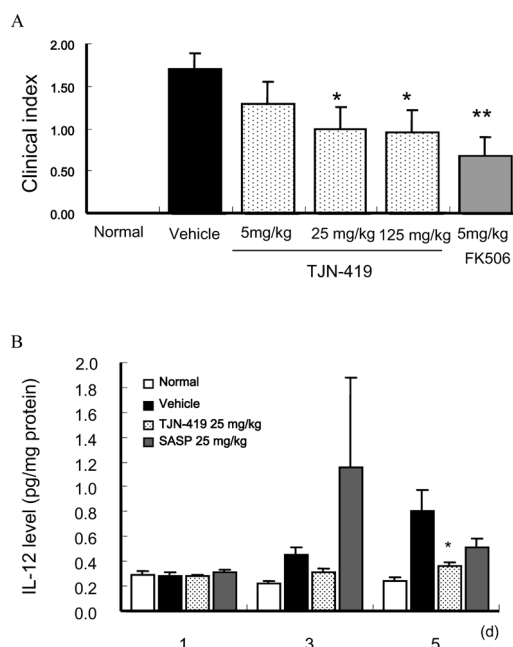 A
2.00
1.50
1.00
0.50
0.00
Clinical index
*
*
**
Normal
Vehicle
5mg/kg
25 mg/kg
125 mg/kg
5mg/kg
TJN-419
FK506
B
2.0
1.8
1.6
1.4
1.2
1.0
0.8
0.6
0.4
0.2
0.0
IL-12 level (pg/mg protein)
Normal
Vehicle
TJN-419 25 mg/kg
SASP 25 mg/kg
*
1
3
5
(d)